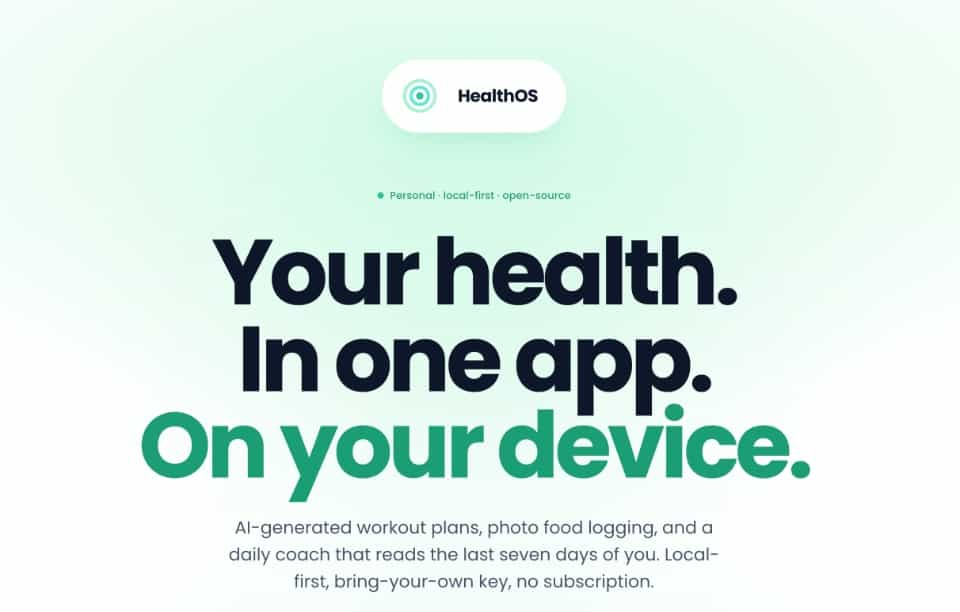 HealthOS
Personal · local-first · open-source
Your health.
In one app.
On your device.
AI-generated workout plans, photo food logging, and a
daily coach that reads the last seven days of you. Local-
first, bring-your-own key, no subscription.